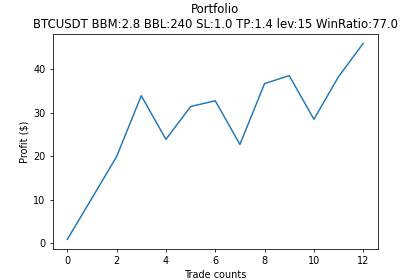 Portfolio
BTCUSDT BBM:2.8 BBL:240 SL:1.0 TP:1.4 lev:15 WinRatio:77.0
40
30
20
10
0
Profit ($)
0 2 4 6 8 10 12
Trade counts